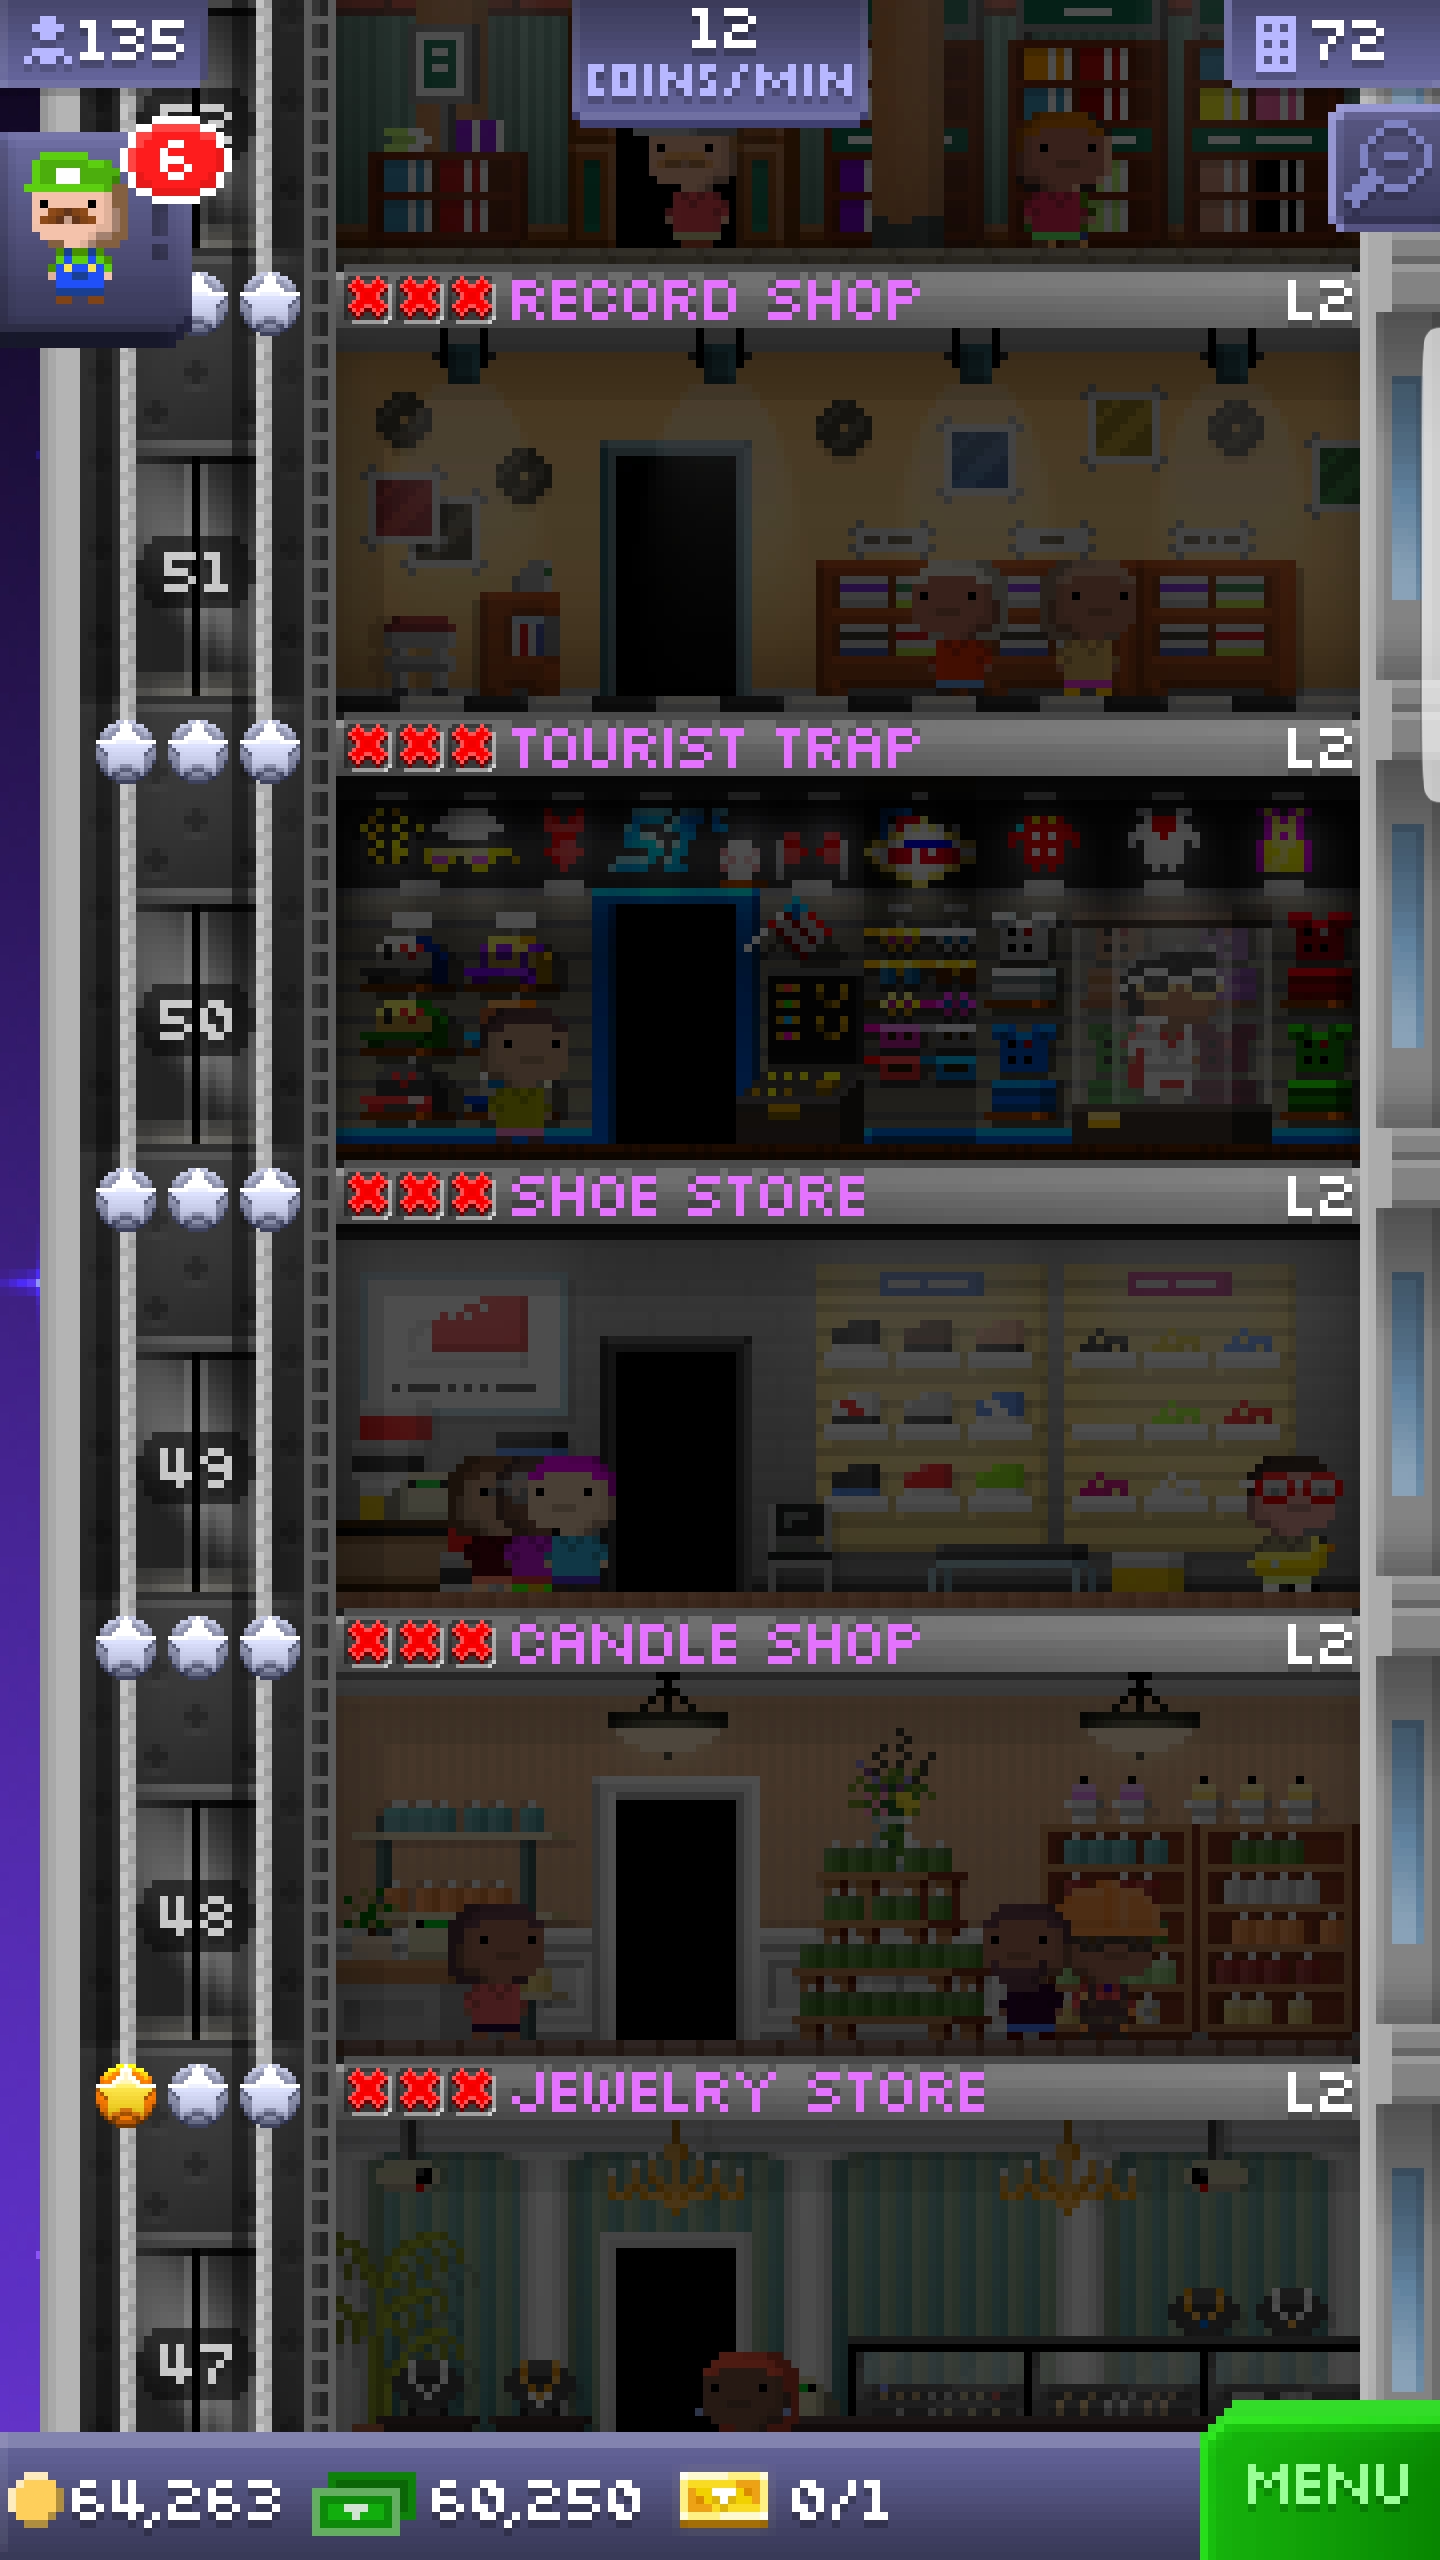 135
12
COINS/MIN
72
6
RECORD SHOP L2
51
TOURIST TRAP L2
50
SHOE STORE L2
49
CANDLE SHOP L2
48
JEWELRY STORE L2
47
64,263 60,250 0/1
MENU